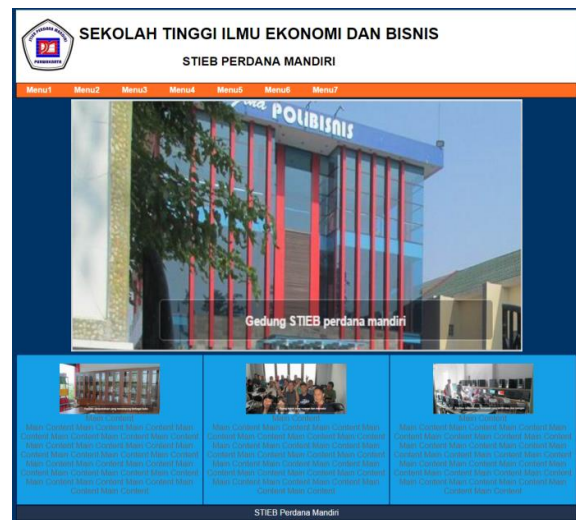 SEKOLAH TINGGI ILMU EKONOMI DAN BISNIS
STIEB PERDANA MANDIRI
PURWAKARTA
Menu1 Menu2 Menu3 Menu4 Menu5 Menu6 Menu7
POLIBISNIS
Gedung STIEB perdana mandiri
Main Content
Main Content Main Content Main Content Main
Content Main Content Main Content Main Content
Main Content Main Content Main Content Main
Content Main Content Main Content Main Content
Main Content Main Content Main Content Main
Content Main Content Main Content Main Content
Main Content Main Content Main Content Main
Content Main Content
Main Content
Main Content Main Content Main Content Main
Content Main Content Main Content Main Content
Main Content Main Content Main Content Main
Content Main Content Main Content Main Content
Main Content Main Content Main Content Main
Content Main Content Main Content Main Content
Main Content Main Content Main Content Main
Content Main Content
Main Content
Main Content Main Content Main Content Main
Content Main Content Main Content Main Content
Main Content Main Content Main Content Main
Content Main Content Main Content Main Content
Main Content Main Content Main Content Main
Content Main Content Main Content Main Content
Main Content Main Content Main Content Main
Content Main Content
STIEB Perdana Mandiri